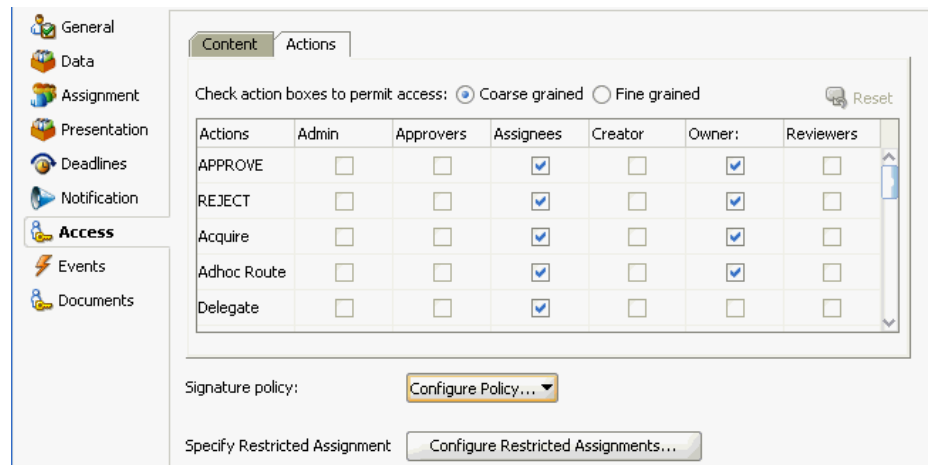 General
Data
Assignment
Presentation
Deadlines
Notification
Access
Events
Documents
Content Actions
Check action boxes to permit access: Coarse grained Fine grained Reset
Actions Admin Approvers Assignees Creator Owner: Reviewers
APPROVE
REJECT
Acquire
Adhoc Route
Delegate
Signature policy: Configure Policy...
Specify Restricted Assignment Configure Restricted Assignments...